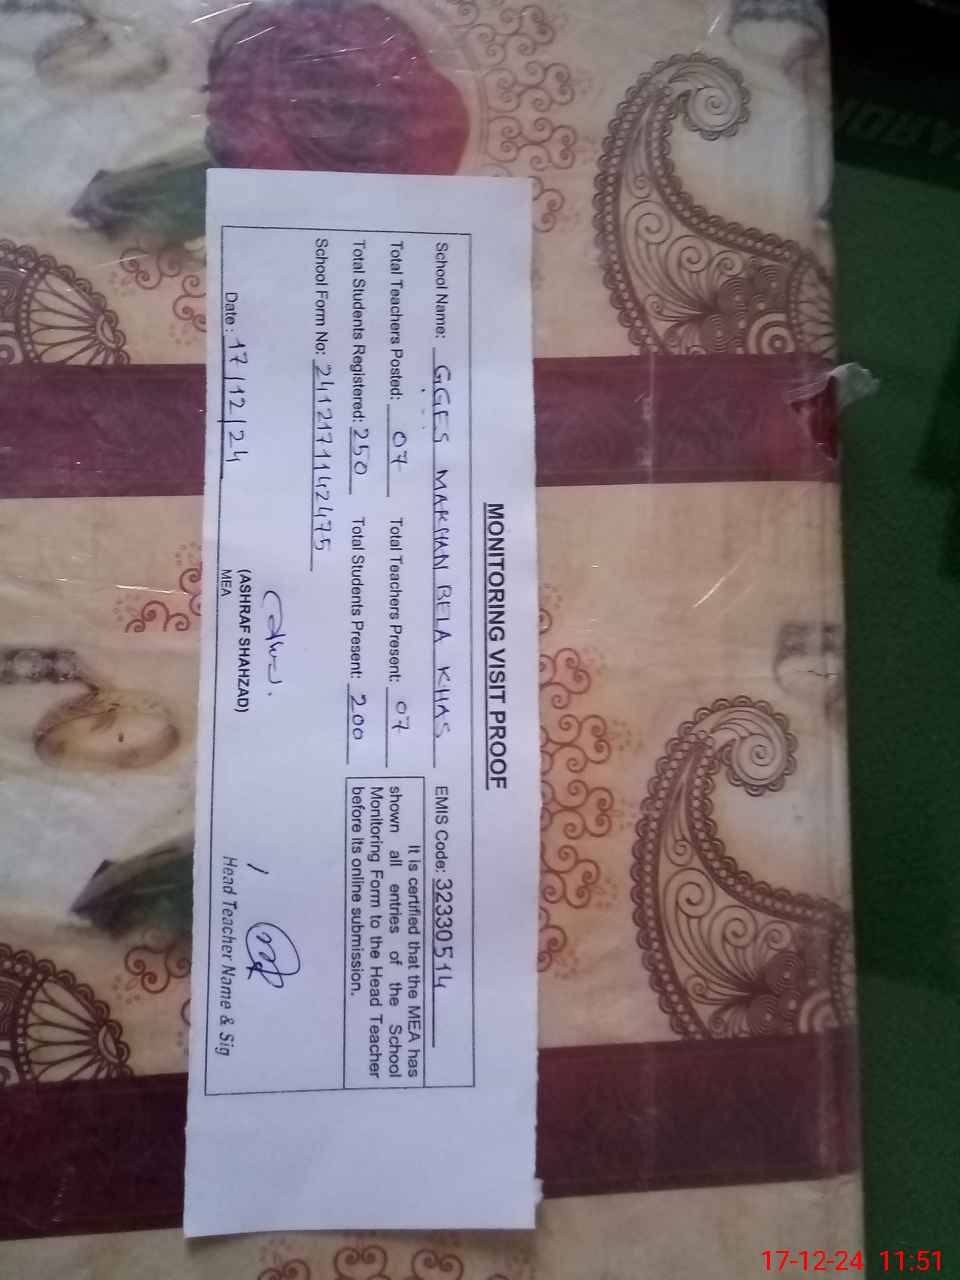 MONITORING VISIT PROOF
School Name: GGES MAKHAN BELA KHAS EMIS Code: 32330514
Total Teachers Posted: 07 Total Teachers Present: 07
Total Students Registered: 250 Total Students Present: 200
It is certified that the MEA has
shown all entries of the School
Monitoring Form to the Head Teacher
before its online submission.
School Form No: 2412171142475
Date: 17/12/24
(ASHRAF SHAHZAD)
MEA
Head Teacher Name & Sig
17-12-24 11:51